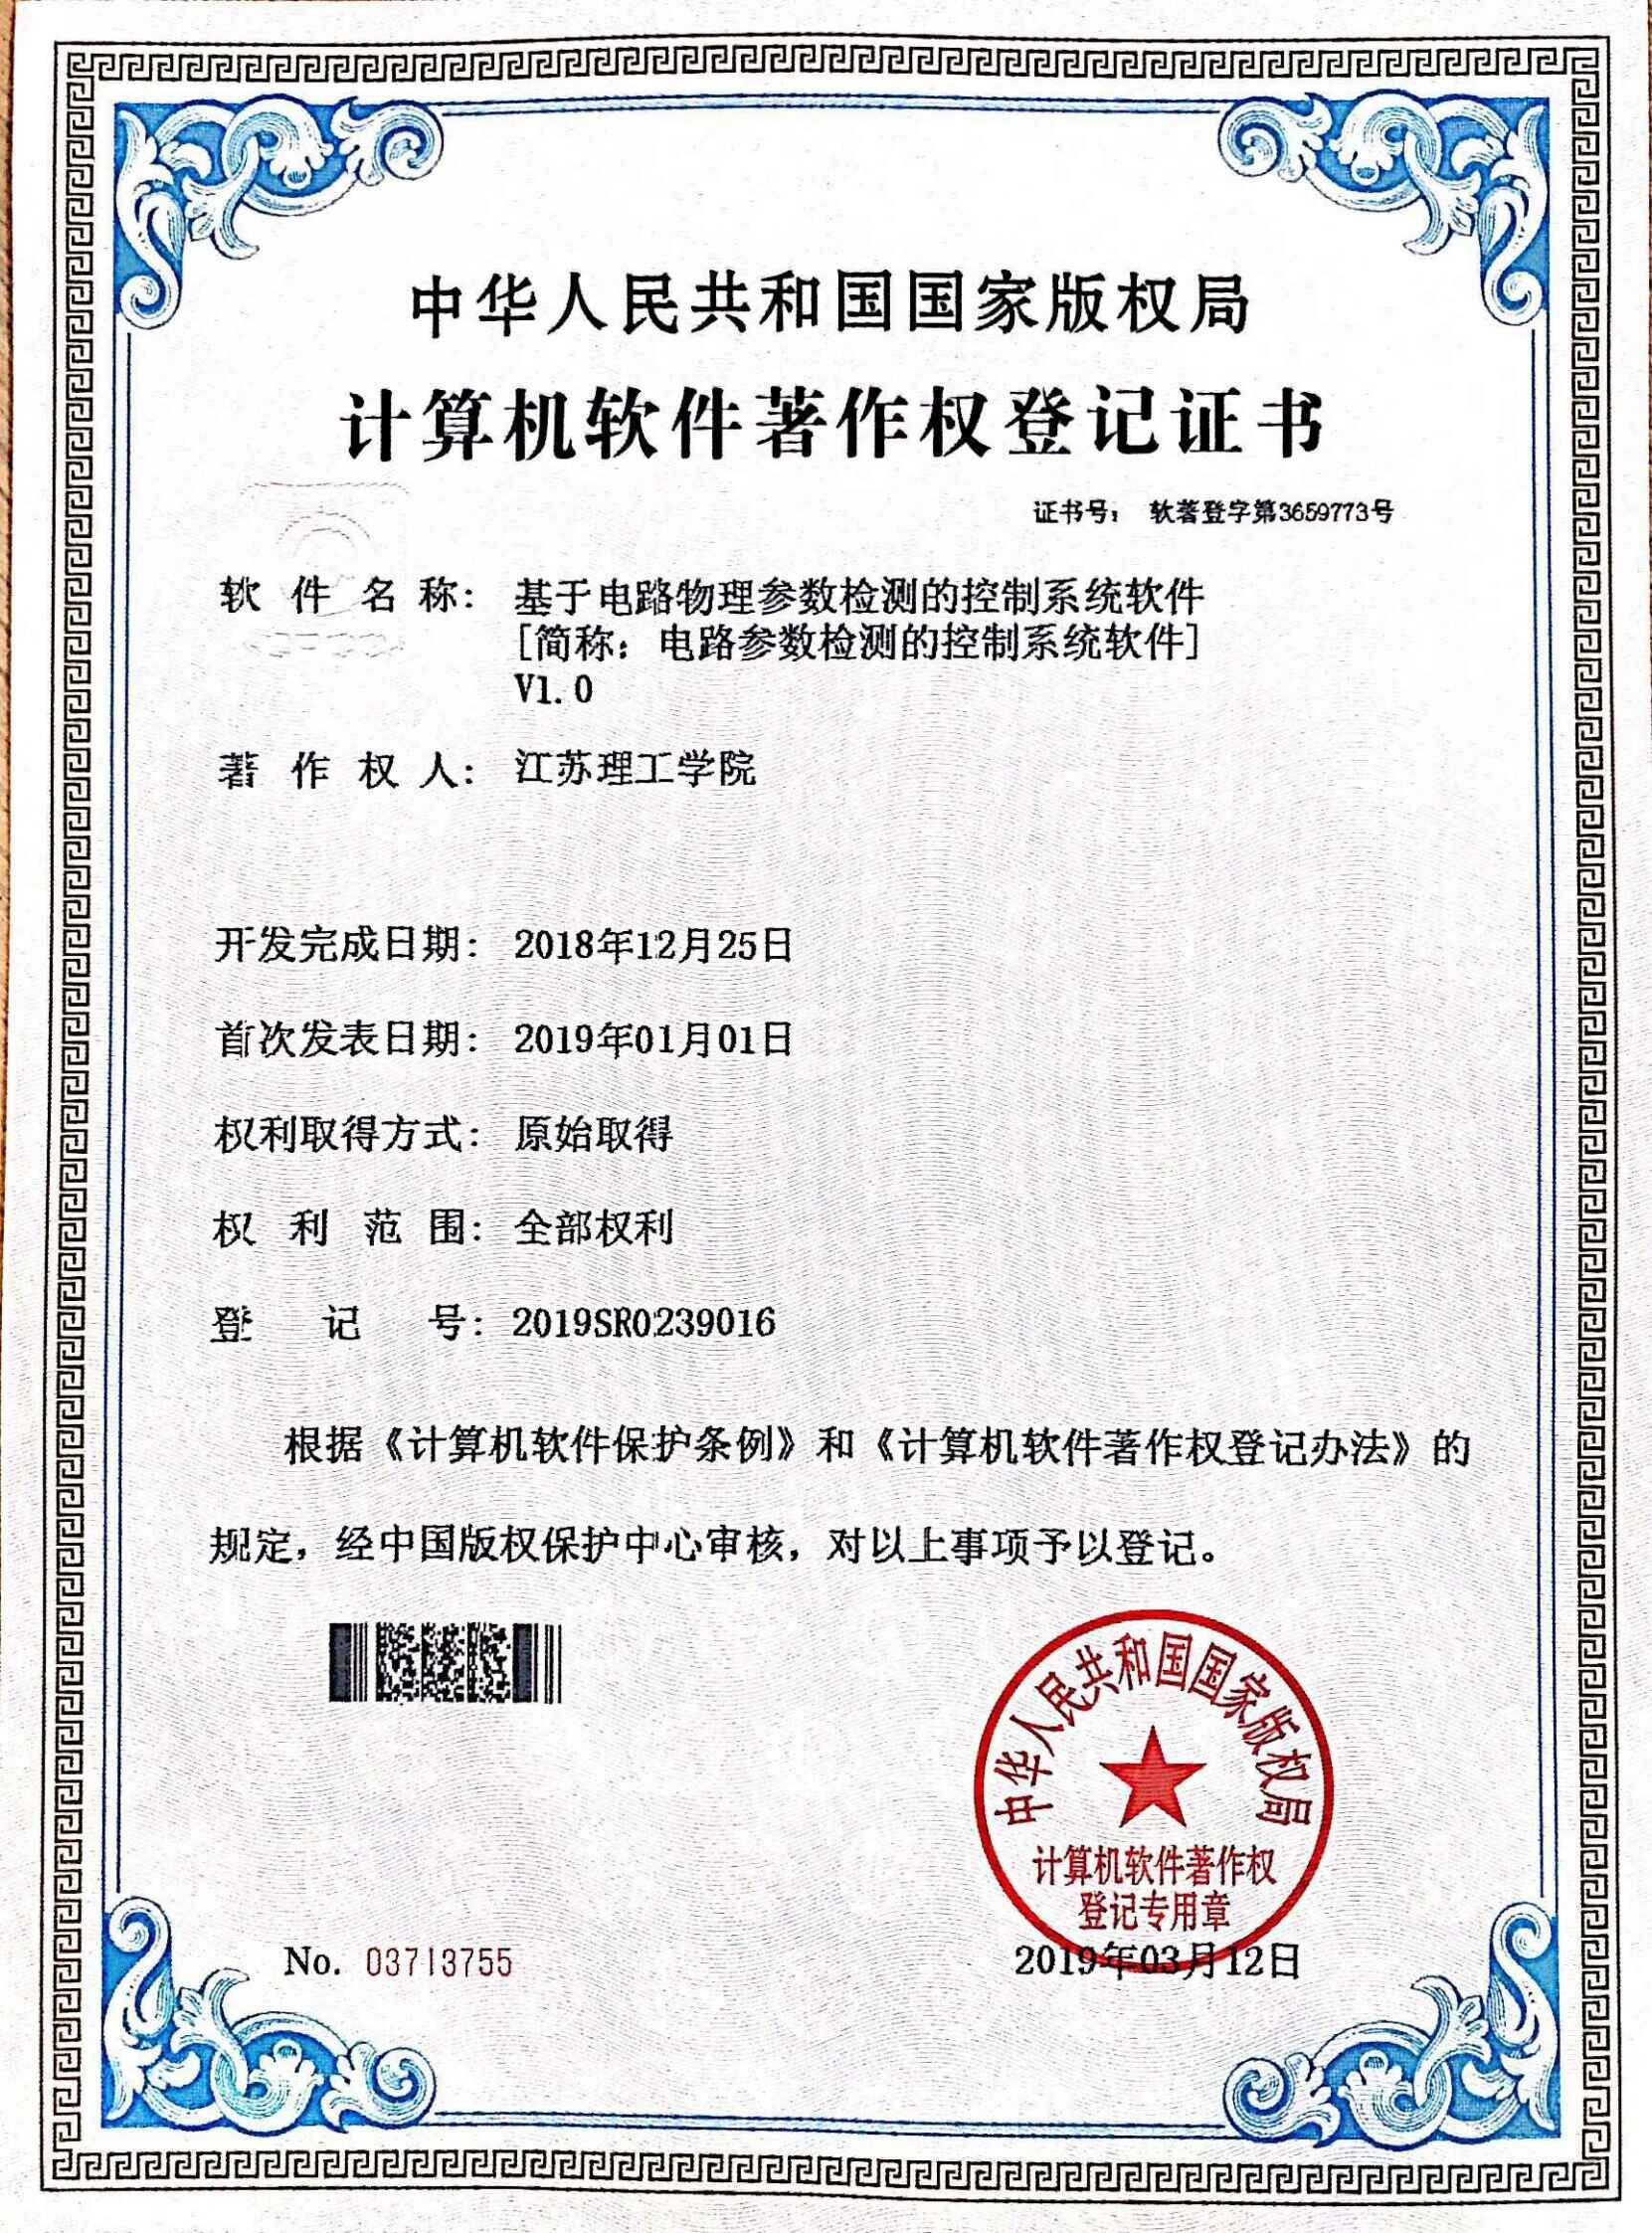 中华人民共和国国家版权局
计算机软件著作权登记证书
证书号： 软著登字第3659773号
软件名称： 基于电路物理参数检测的控制系统软件
[简称：电路参数检测的控制系统软件]
V1.0
著作权人： 江苏理工学院
开发完成日期： 2018年12月25日
首次发表日期： 2019年01月01日
权利取得方式： 原始取得
权利范围： 全部权利
登记号： 2019SR0239016
根据《计算机软件保护条例》和《计算机软件著作权登记办法》的
规定，经中国版权保护中心审核，对以上事项予以登记。
中华人民共和国国家版权局
计算机软件著作权
登记专用章
No. 03713755
2019年03月12日